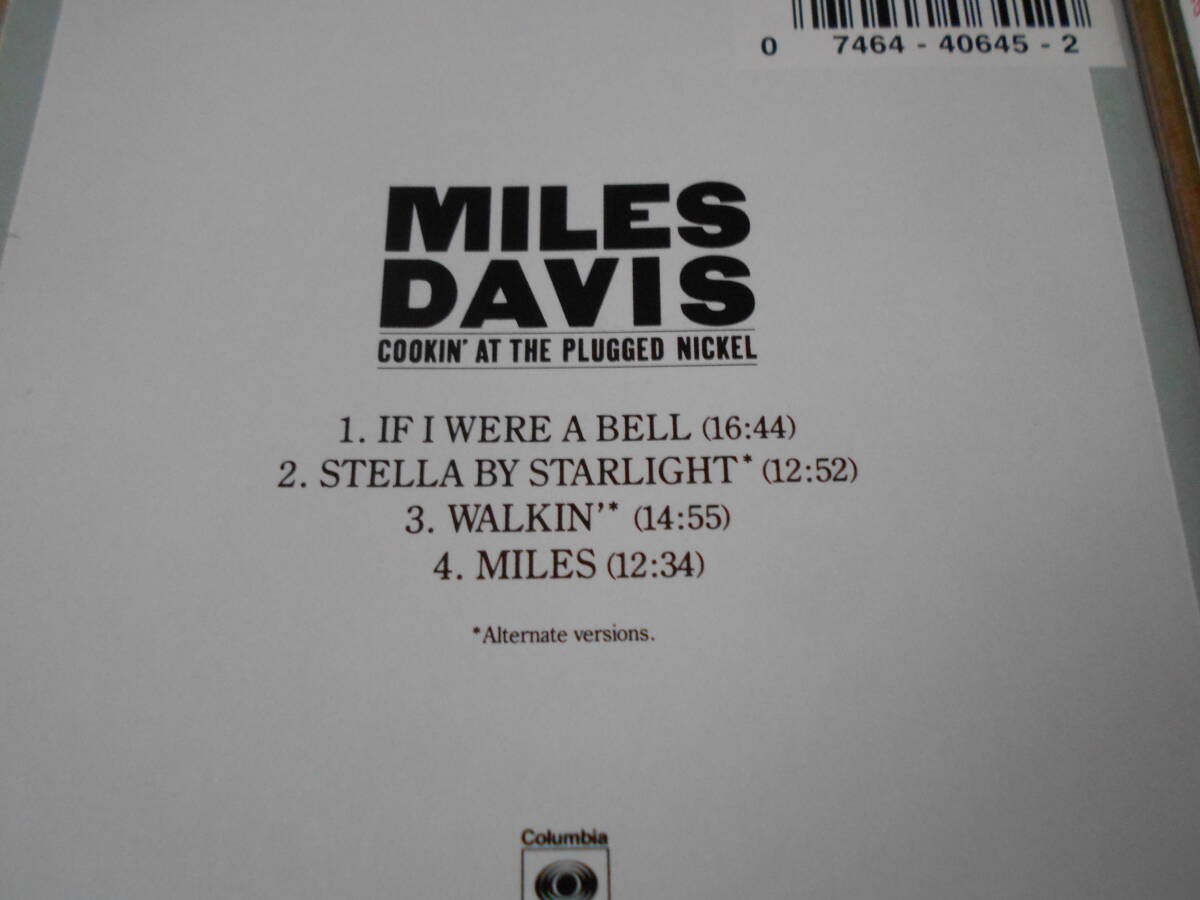 0 7464 - 40645 - 2
MILES
DAVIS
COOKIN' AT THE PLUGGED NICKEL
1. IF I WERE A BELL (16:44)
2. STELLA BY STARLIGHT* (12:52)
3. WALKIN'* (14:55)
4. MILES (12:34)
*Alternate versions.
Columbia